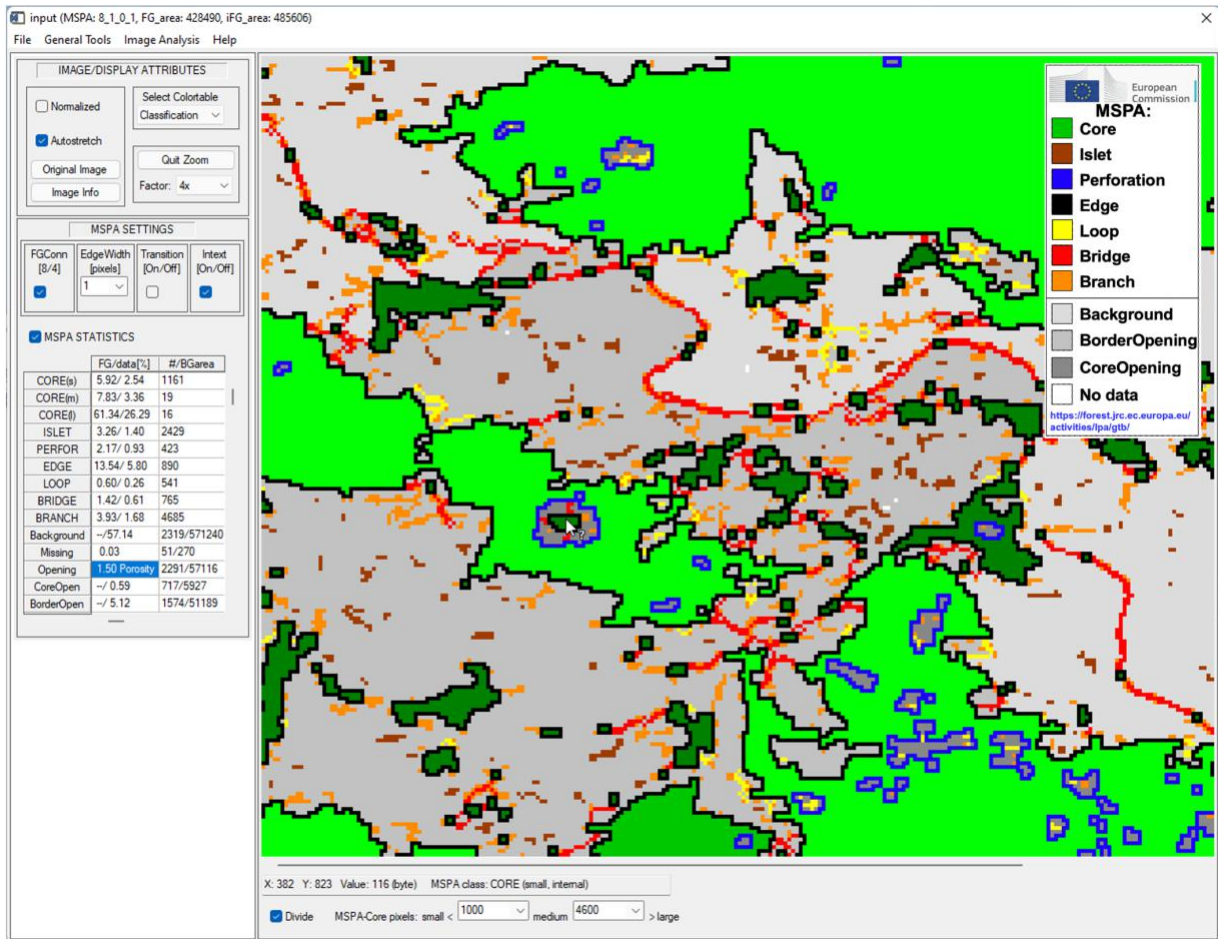 input (MSPA: 8_1_0_1, FG_area: 428490, iFG_area: 485606)
File General Tools Image Analysis Help
IMAGE/DISPLAY ATTRIBUTES
Normalized
Autostretch
Original Image
Image Info
Select Colortable
Classification
Quit Zoom
Factor: 4x
MSPA SETTINGS
FGConn EdgeWidth Transition Intext
[8/4] [pixels] [On/Off] [On/Off]
1
MSPA STATISTICS
FG/data[%] #/BGarea
CORE(s) 5.92/ 2.54 1161
CORE(m) 7.83/ 3.36 19
CORE(l) 61.34/26.29 16
ISLET 3.26/ 1.40 2429
PERFOR 2.17/ 0.93 423
EDGE 13.54/ 5.80 890
LOOP 0.60/ 0.26 541
BRIDGE 1.42/ 0.61 765
BRANCH 3.93/ 1.68 4685
Background --/57.14 2319/571240
Missing 0.03 51/270
Opening 1.50 Porosity 2291/57116
CoreOpen --/ 0.59 717/5927
BorderOpen --/ 5.12 1574/51189
European
Commission
MSPA:
Core
Islet
Perforation
Edge
Loop
Bridge
Branch
Background
BorderOpening
CoreOpening
No data
https://forest.jrc.ec.europa.eu/
activities/lpa/gtb/
?
X: 382 Y: 823 Value: 116 (byte) MSPA class: CORE (small, internal)
Divide MSPA-Core pixels: small < 1000 medium 4600 > large